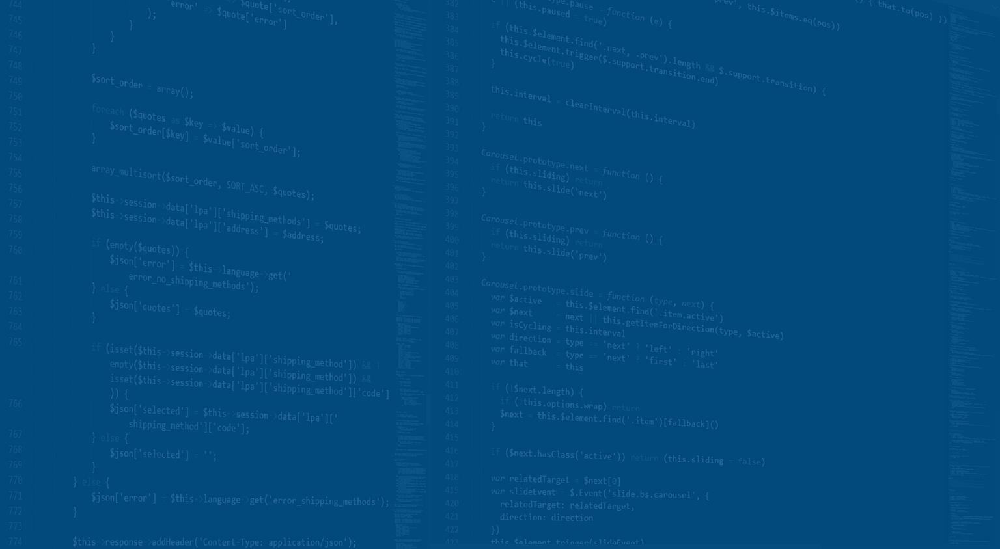 744
745
746
747
748
749
750
751
752
753
754
755
756
757
758
759
760
761
762
763
764
765
766
767
768
769
770
771
772
773
774
$quote['sort_order'],
error' => $quote['error']
);
}
}
}
$sort_order = array();
foreach ($quotes as $key => $value) {
$sort_order[$key] = $value['sort_order'];
}
array_multisort($sort_order, SORT_ASC, $quotes);
$this->session->data['lpa']['shipping_methods'] = $quotes;
$this->session->data['lpa']['address'] = $address;
if (empty($quotes)) {
$json['error'] = $this->language->get('
error_no_shipping_methods');
} else {
$json['quotes'] = $quotes;
}
if (isset($this->session->data['lpa']['shipping_method']) && !
empty($this->session->data['lpa']['shipping_method']) &&
isset($this->session->data['lpa']['shipping_method']['code']
)) {
$json['selected'] = $this->session->data['lpa']['
shipping_method']['code'];
} else {
$json['selected'] = '';
}
} else {
$json['error'] = $this->language->get('error_shipping_methods');
}
$this->response->addHeader('Content-Type: application/json');
382
383
384
385
386
387
388
389
390
391
392
393
394
395
396
397
398
399
400
401
402
403
404
405
406
407
408
409
410
411
412
413
414
415
416
417
418
419
420
421
422
423
() { that.to(pos) })
prev', this.$items.eq(pos))
type.pause = function (e) {
|| (this.paused = true)
if (this.$element.find('.next, .prev').length && $.support.transition) {
this.$element.trigger($.support.transition.end)
this.cycle(true)
}
this.interval = clearInterval(this.interval)
return this
}
Carousel.prototype.next = function () {
if (this.sliding) return
return this.slide('next')
}
Carousel.prototype.prev = function () {
if (this.sliding) return
return this.slide('prev')
}
Carousel.prototype.slide = function (type, next) {
var $active = this.$element.find('.item.active')
var $next = next || this.getItemForDirection(type, $active)
var isCycling = this.interval
var direction = type == 'next' ? 'left' : 'right'
var fallback = type == 'next' ? 'first' : 'last'
var that = this
if (!$next.length) {
if (!this.options.wrap) return
$next = this.$element.find('.item')[fallback]()
}
if ($next.hasClass('active')) return (this.sliding = false)
var relatedTarget = $next[0]
var slideEvent = $.Event('slide.bs.carousel', {
relatedTarget: relatedTarget,
direction: direction
})
this.$element.trigger(slideEvent)